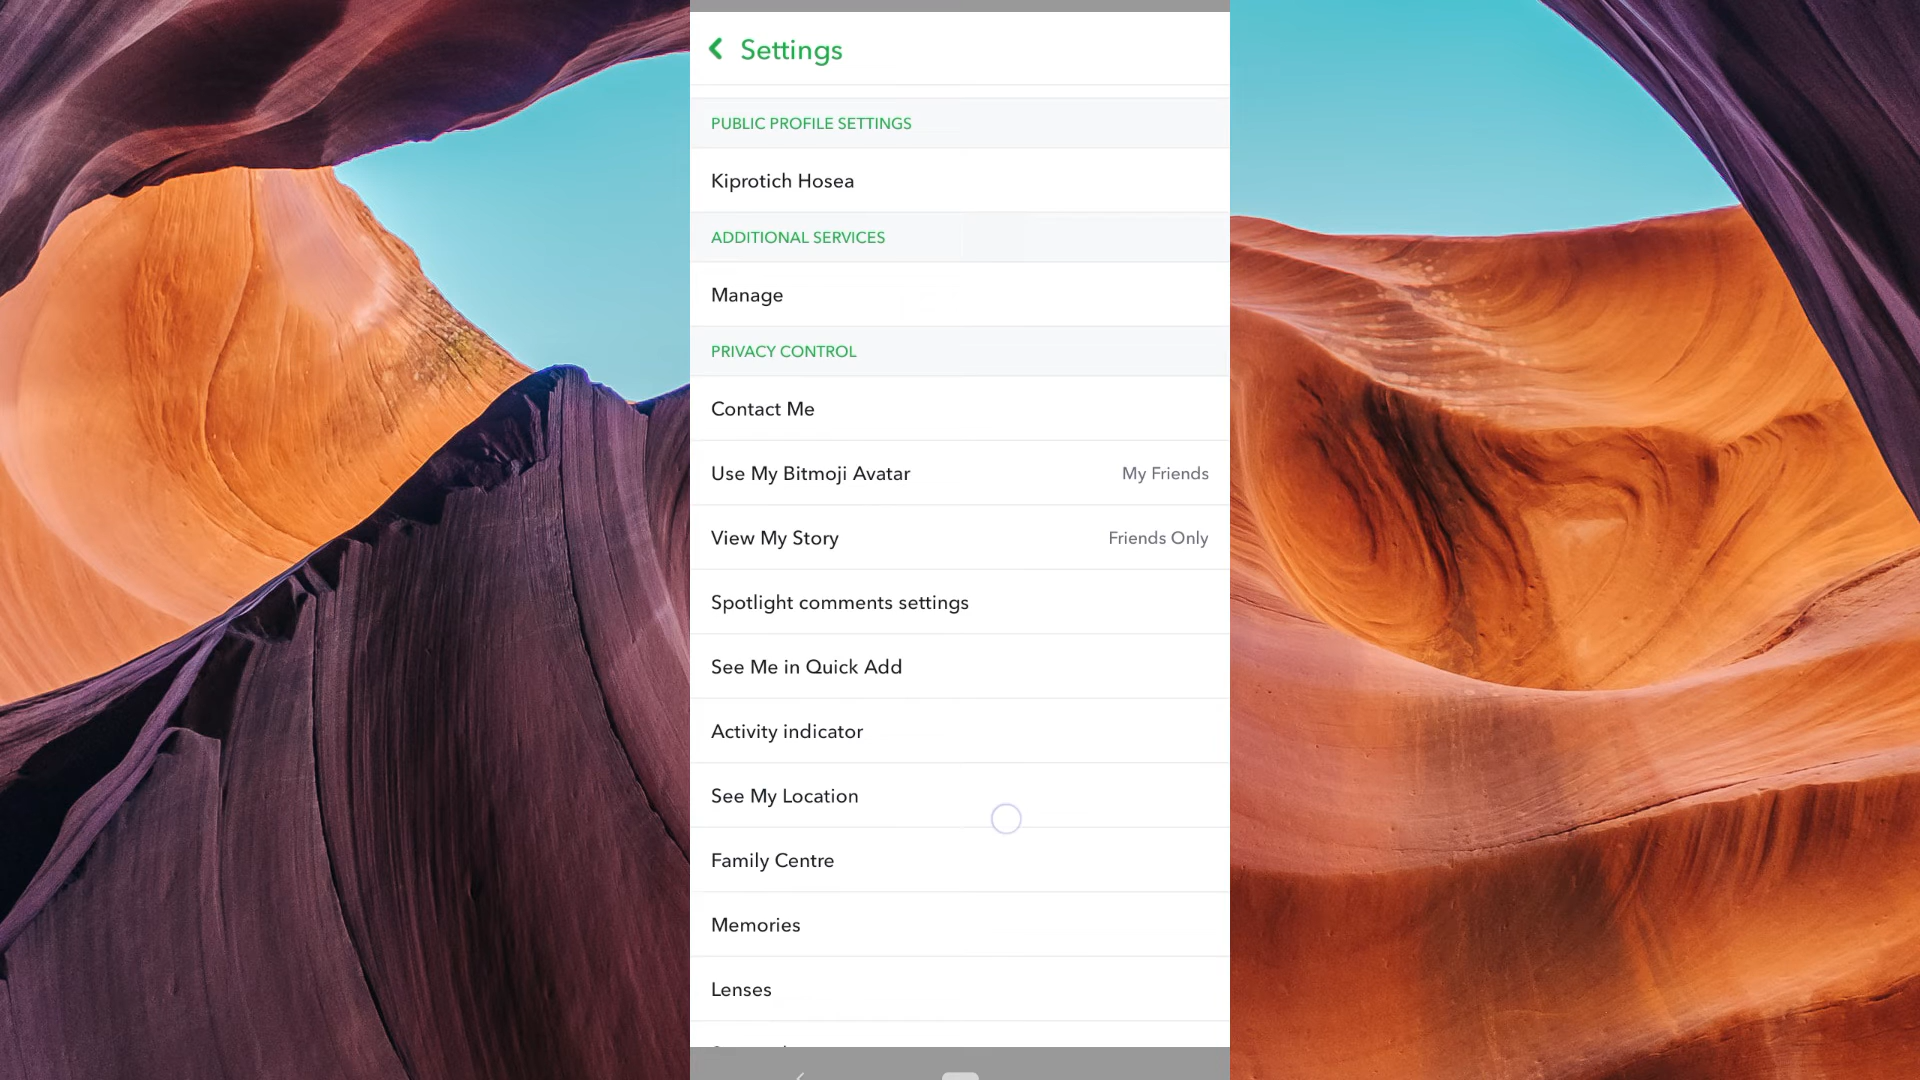 Settings
PUBLIC PROFILE SETTINGS
Kiprotich Hosea
ADDITIONAL SERVICES
Manage
PRIVACY CONTROL
Contact Me
Use My Bitmoji Avatar My Friends
View My Story Friends Only
Spotlight comments settings
See Me in Quick Add
Activity indicator
See My Location
Family Centre
Memories
Lenses